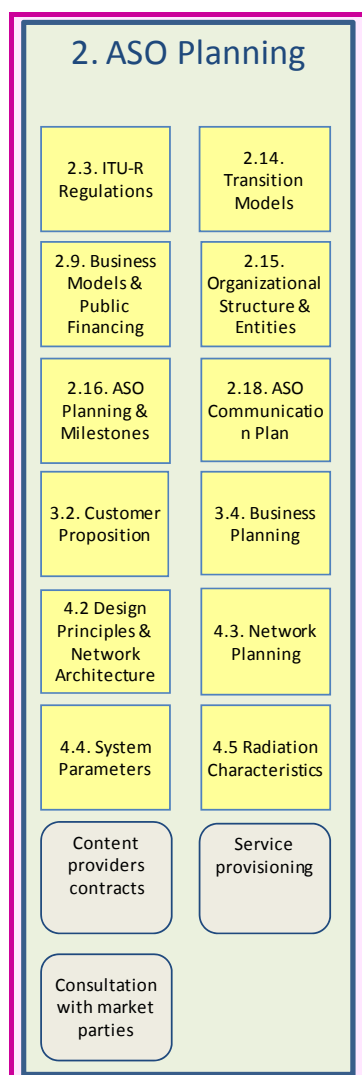 2. ASO Planning
2.3. ITU-R
Regulations
2.14.
Transition
Models
2.9. Business
Models &
Public
Financing
2.15.
Organizational
Structure &
Entities
2.16. ASO
Planning &
Milestones
2.18. ASO
Communicatio
n Plan
3.2. Customer
Proposition
3.4. Business
Planning
4.2 Design
Principles &
Network
Architecture
4.3. Network
Planning
4.4. System
Parameters
4.5 Radiation
Characteristics
Content
providers
contracts
Service
provisioning
Consultation
with market
parties